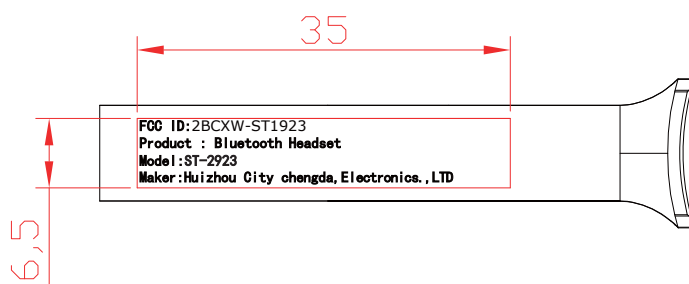 35
FCC ID:2BCXW-ST1923
Product : Bluetooth Headset
Model:ST-2923
Maker:Huizhou City chengda,Electronics.,LTD
6,5